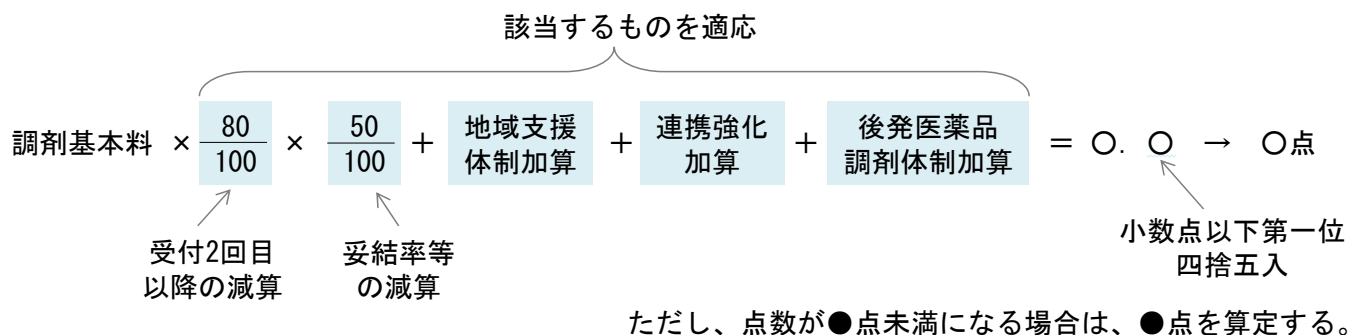 該当するものを適応
調剤基本料 × 80/100 × 50/100 + 地域支援 体制加算 + 連携強化 加算 + 後発医薬品 調剤体制加算 = 〇. 〇 → 〇点
受付2回目
以降の減算
妥結率等
の減算
小数点以下第一位
四捨五入
ただし、点数が●点未満になる場合は、●点を算定する。